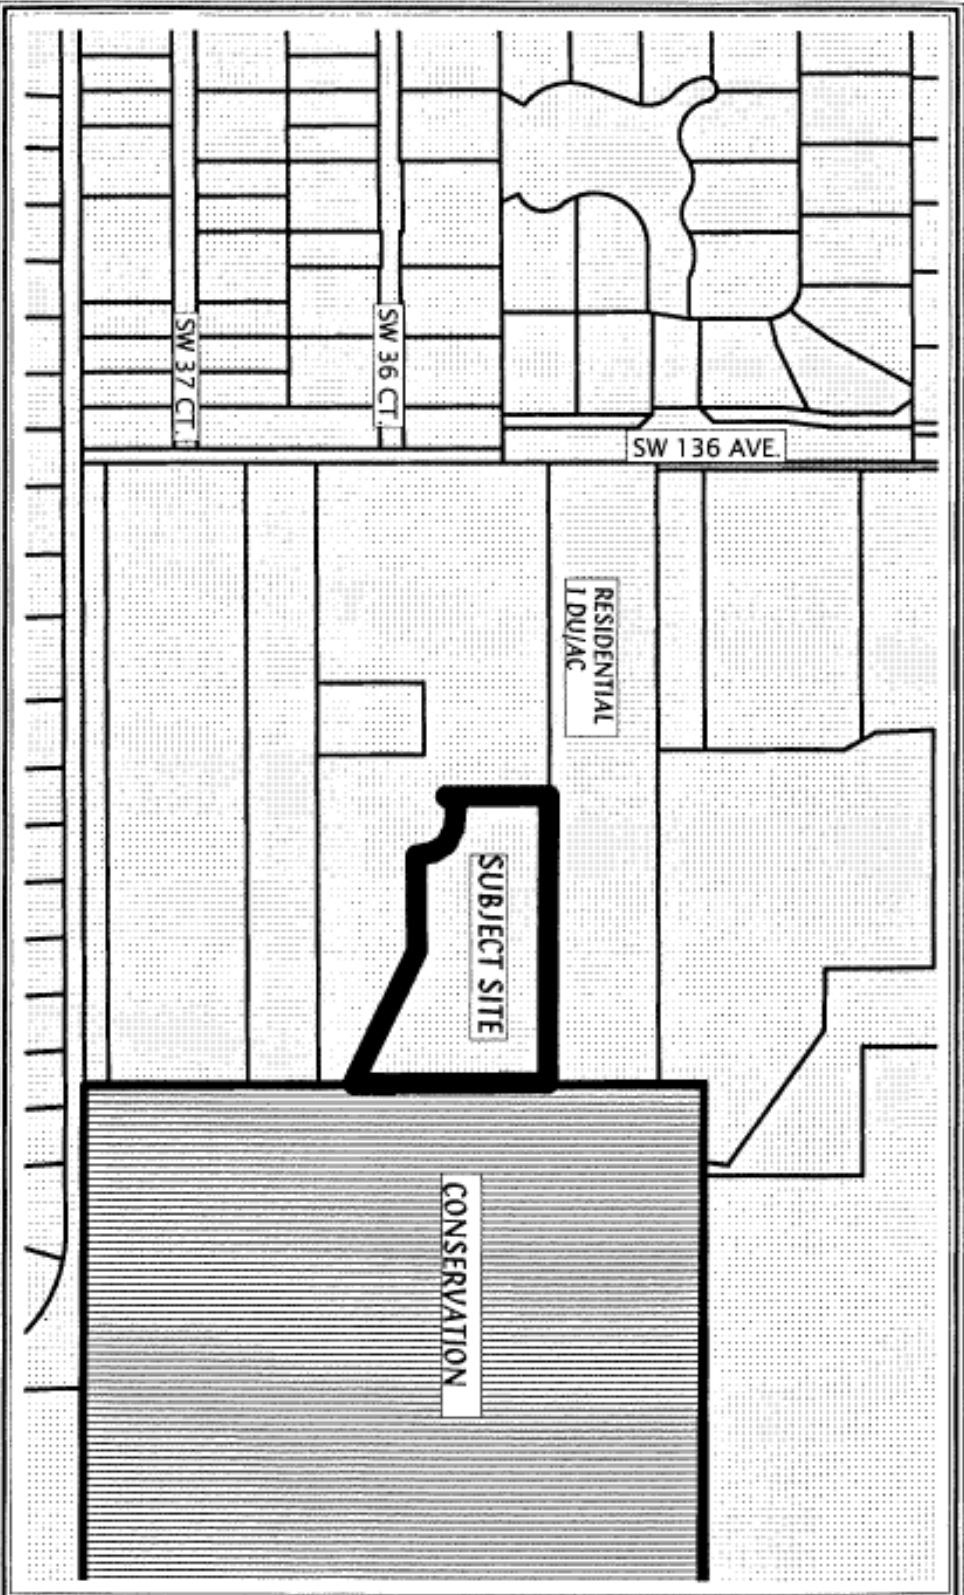 SW 37 CT.
SW 36 CT.
SW 136 AVE.
RESIDENTIAL
1 DU/AC
SUBJECT SITE
CONSERVATION